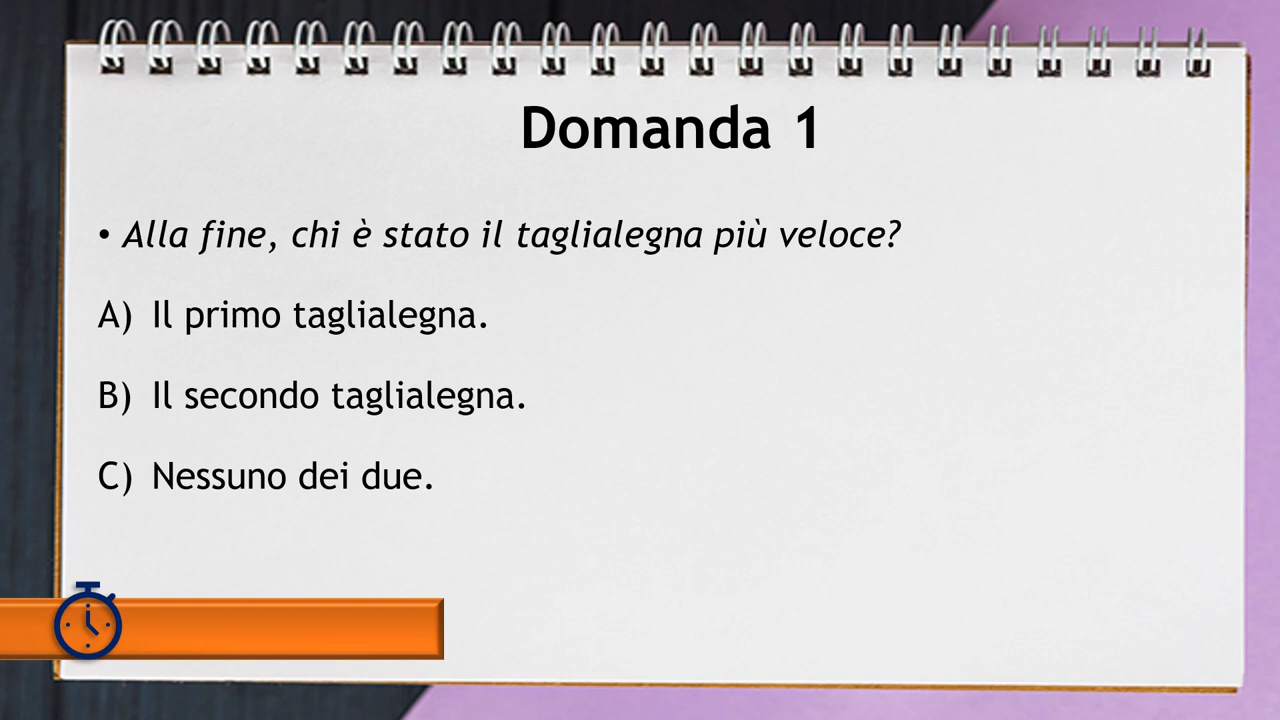 Domanda 1
• Alla fine, chi è stato il taglialegna più veloce?
A) Il primo taglialegna.
B) Il secondo taglialegna.
C) Nessuno dei due.